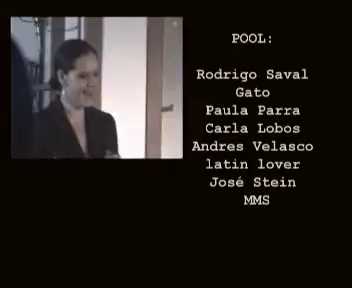 POOL:
Rodrigo Saval
Gato
Paula Parra
Carla Lobos
Andres Velasco
latin lover
José Stein
MMS